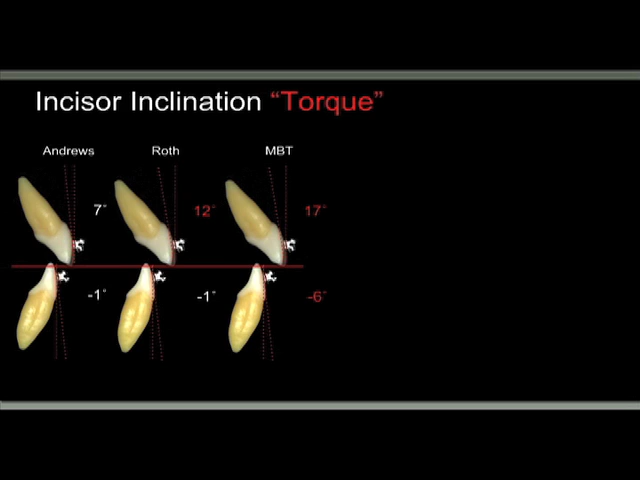 Incisor Inclination “Torque”
Andrews Roth MBT
7° 12° 17°
-1° -1° -6°